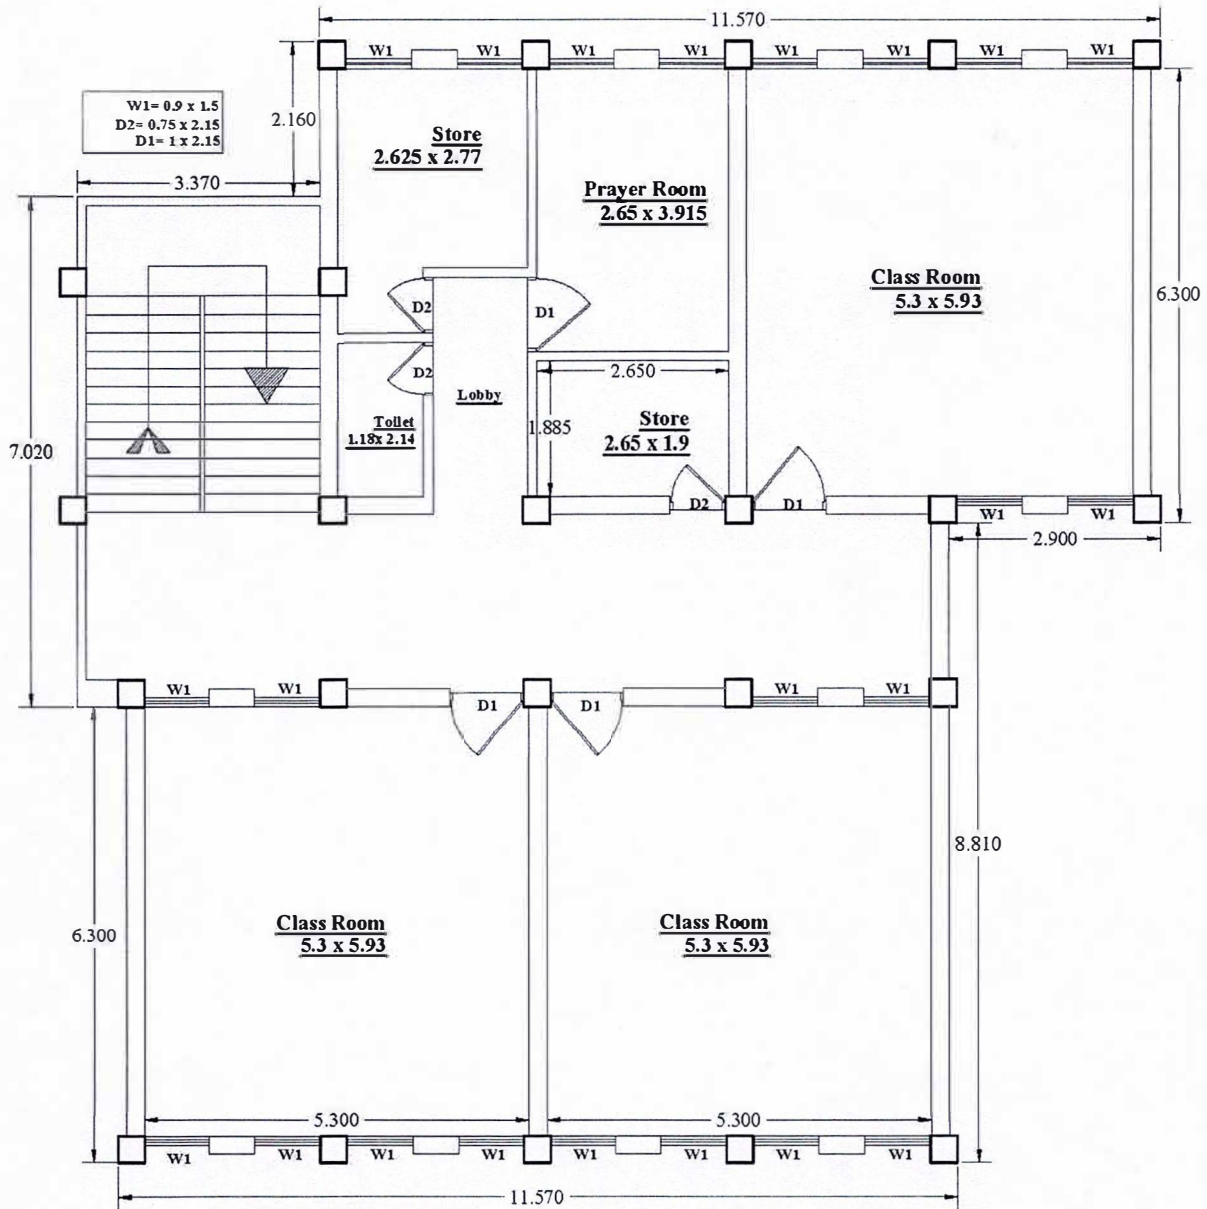 11.570
W1 W1 W1 W1 W1 W1 W1 W1
W1= 0.9 x 1.5
D2= 0.75 x 2.15
D1= 1 x 2.15
2.160
Store
2.625 x 2.77
3.370
Prayer Room
2.65 x 3.915
Class Room
5.3 x 5.93
6.300
D2
D1
D2
2.650
Lobby
Toilet
1.18x 2.14
1.885
Store
2.65 x 1.9
7.020
D2
D1
W1 W1
2.900
W1 W1 W1 W1
D1 D1
8.810
Class Room
5.3 x 5.93
Class Room
5.3 x 5.93
6.300
5.300
5.300
W1 W1 W1 W1 W1 W1 W1 W1
11.570